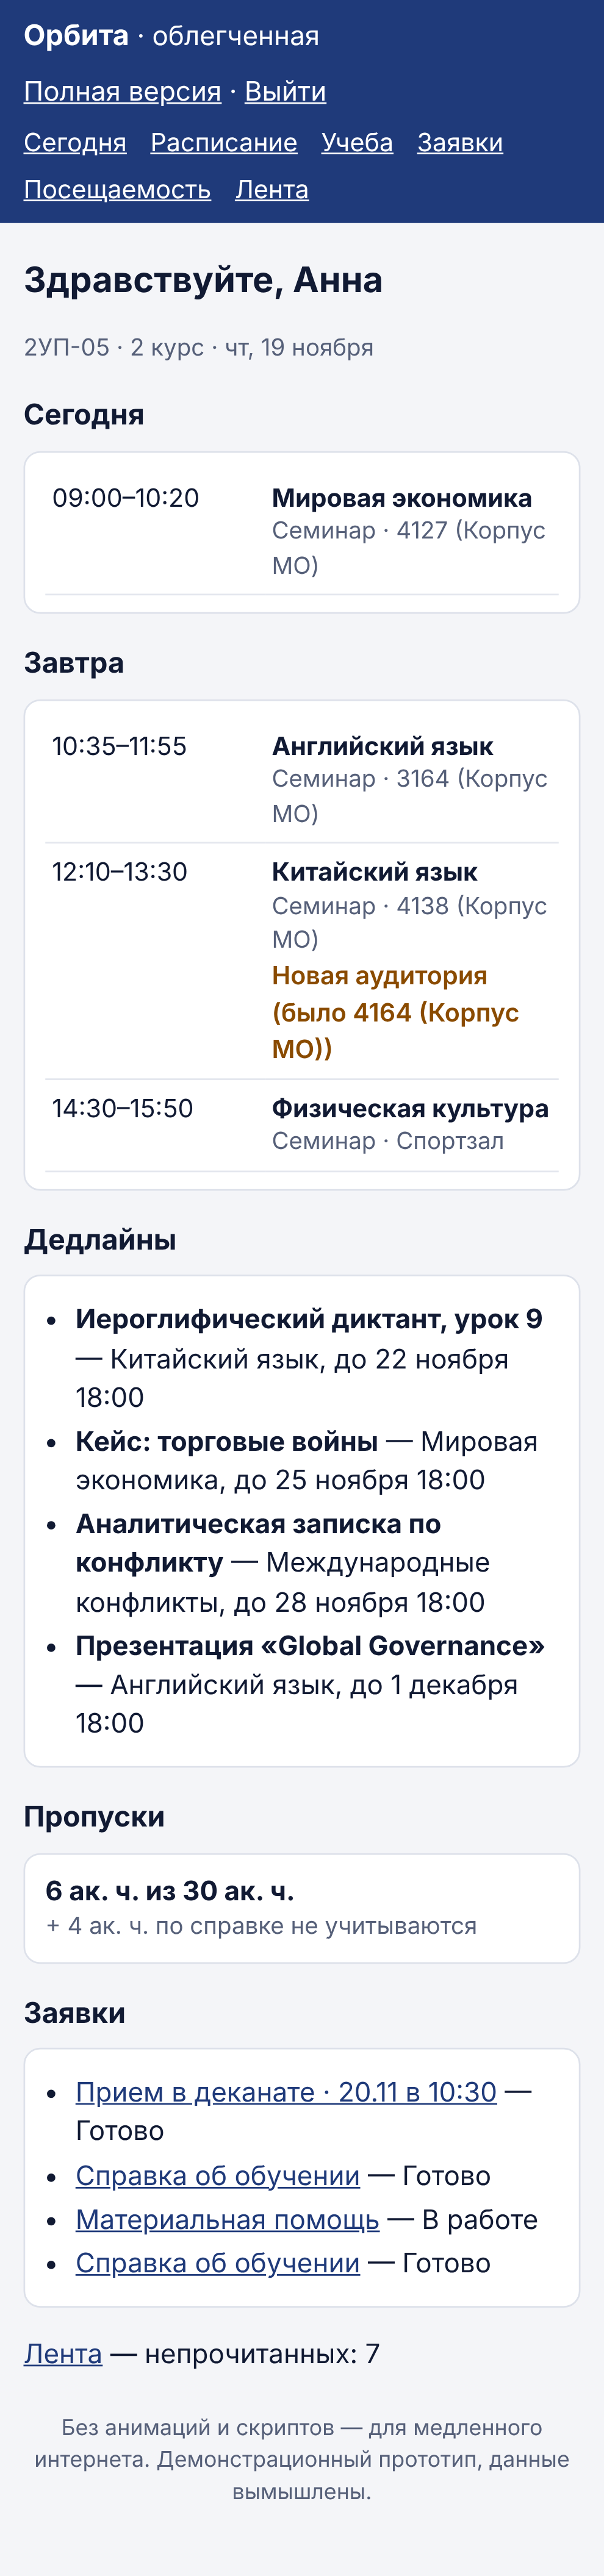 Орбита · облегченная
Полная версия · Выйти
Сегодня Расписание Учеба Заявки
Посещаемость Лента
Здравствуйте, Анна
2УП-05 · 2 курс · чт, 19 ноября
Сегодня
09:00–10:20 Мировая экономика
Семинар · 4127 (Корпус
МО)
Завтра
10:35–11:55 Английский язык
Семинар · 3164 (Корпус
МО)
12:10–13:30 Китайский язык
Семинар · 4138 (Корпус
МО)
Новая аудитория
(было 4164 (Корпус
МО))
14:30–15:50 Физическая культура
Семинар · Спортзал
Дедлайны
• Иероглифический диктант, урок 9
— Китайский язык, до 22 ноября
18:00
• Кейс: торговые войны — Мировая
экономика, до 25 ноября 18:00
• Аналитическая записка по
конфликту — Международные
конфликты, до 28 ноября 18:00
• Презентация «Global Governance»
— Английский язык, до 1 декабря
18:00
Пропуски
6 ак. ч. из 30 ак. ч.
+ 4 ак. ч. по справке не учитываются
Заявки
• Прием в деканате · 20.11 в 10:30 —
Готово
• Справка об обучении — Готово
• Материальная помощь — В работе
• Справка об обучении — Готово
Лента — непрочитанных: 7
Без анимаций и скриптов — для медленного
интернета. Демонстрационный прототип, данные
вымышлены.